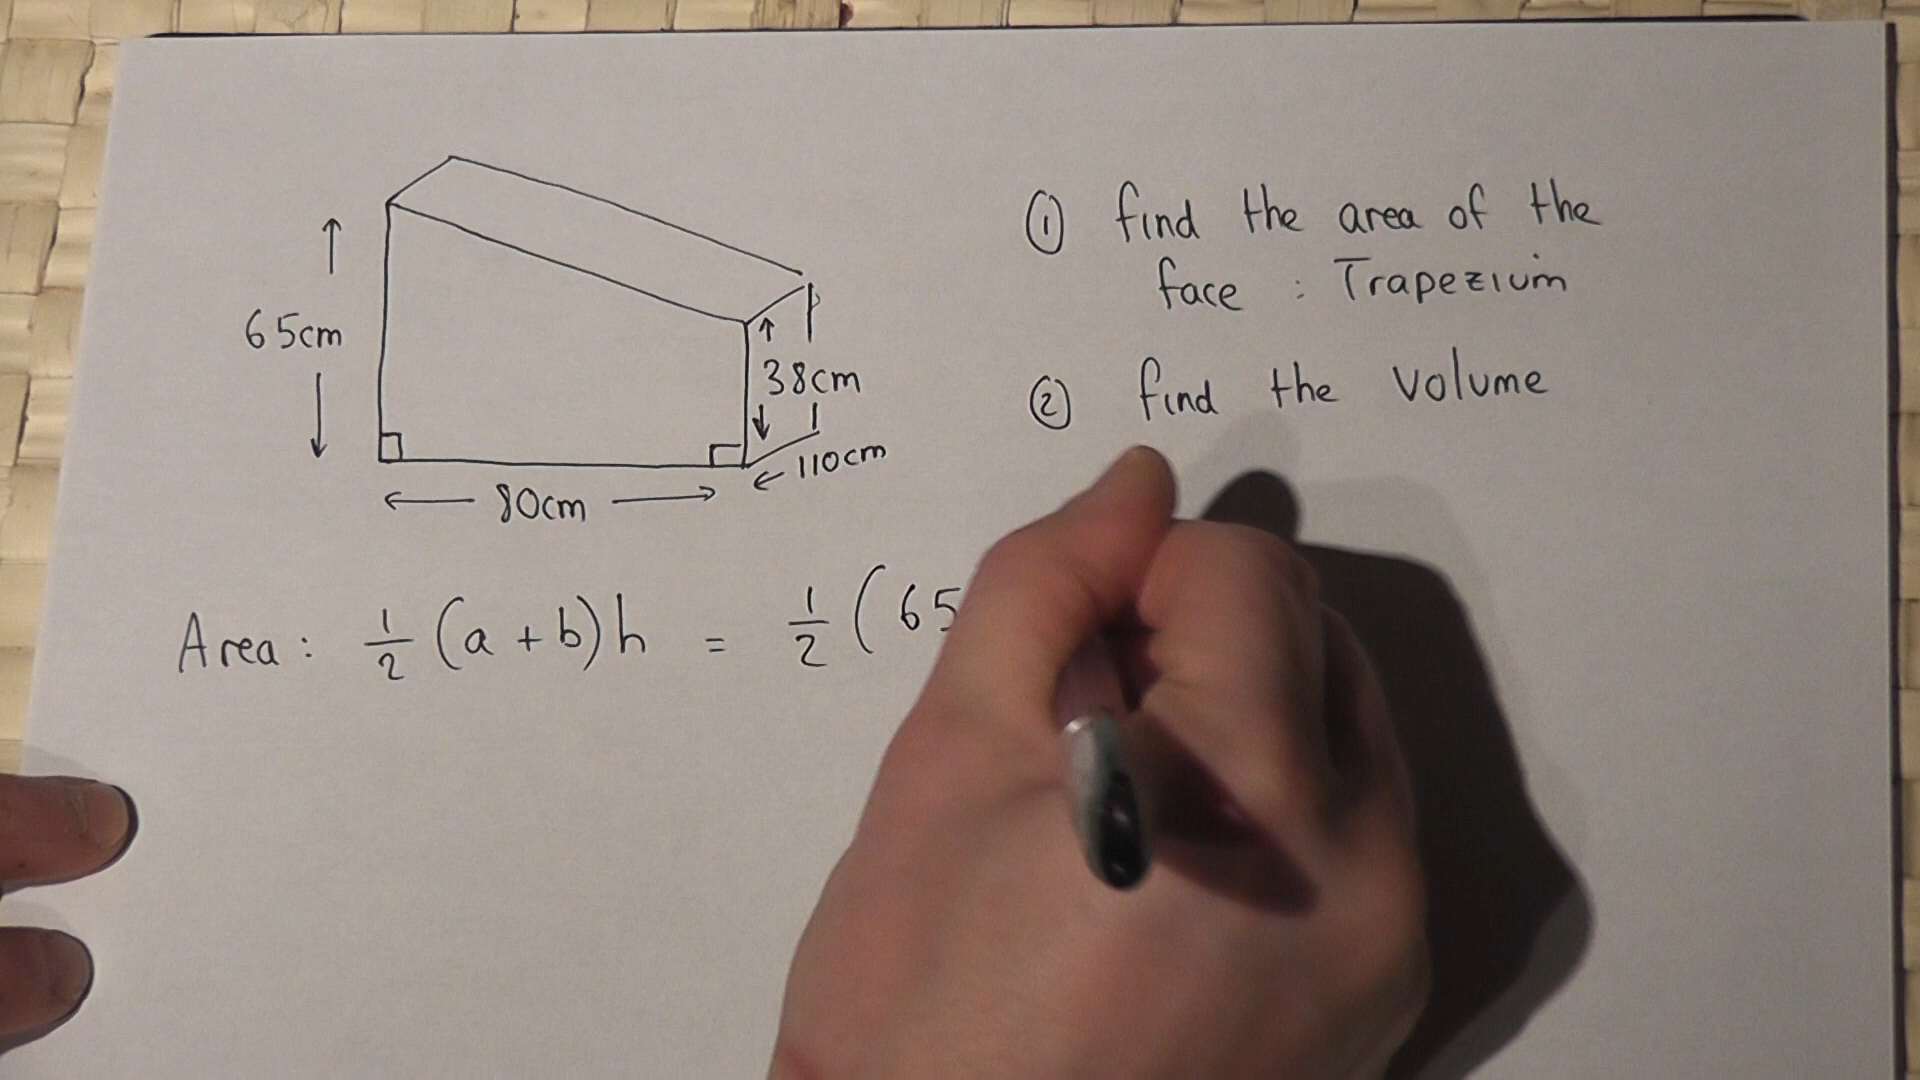 ① find the area of the
face : Trapezium
65cm
38cm
② find the volume
110cm
80cm
Area: 1/2 (a + b)h = 1/2 (65